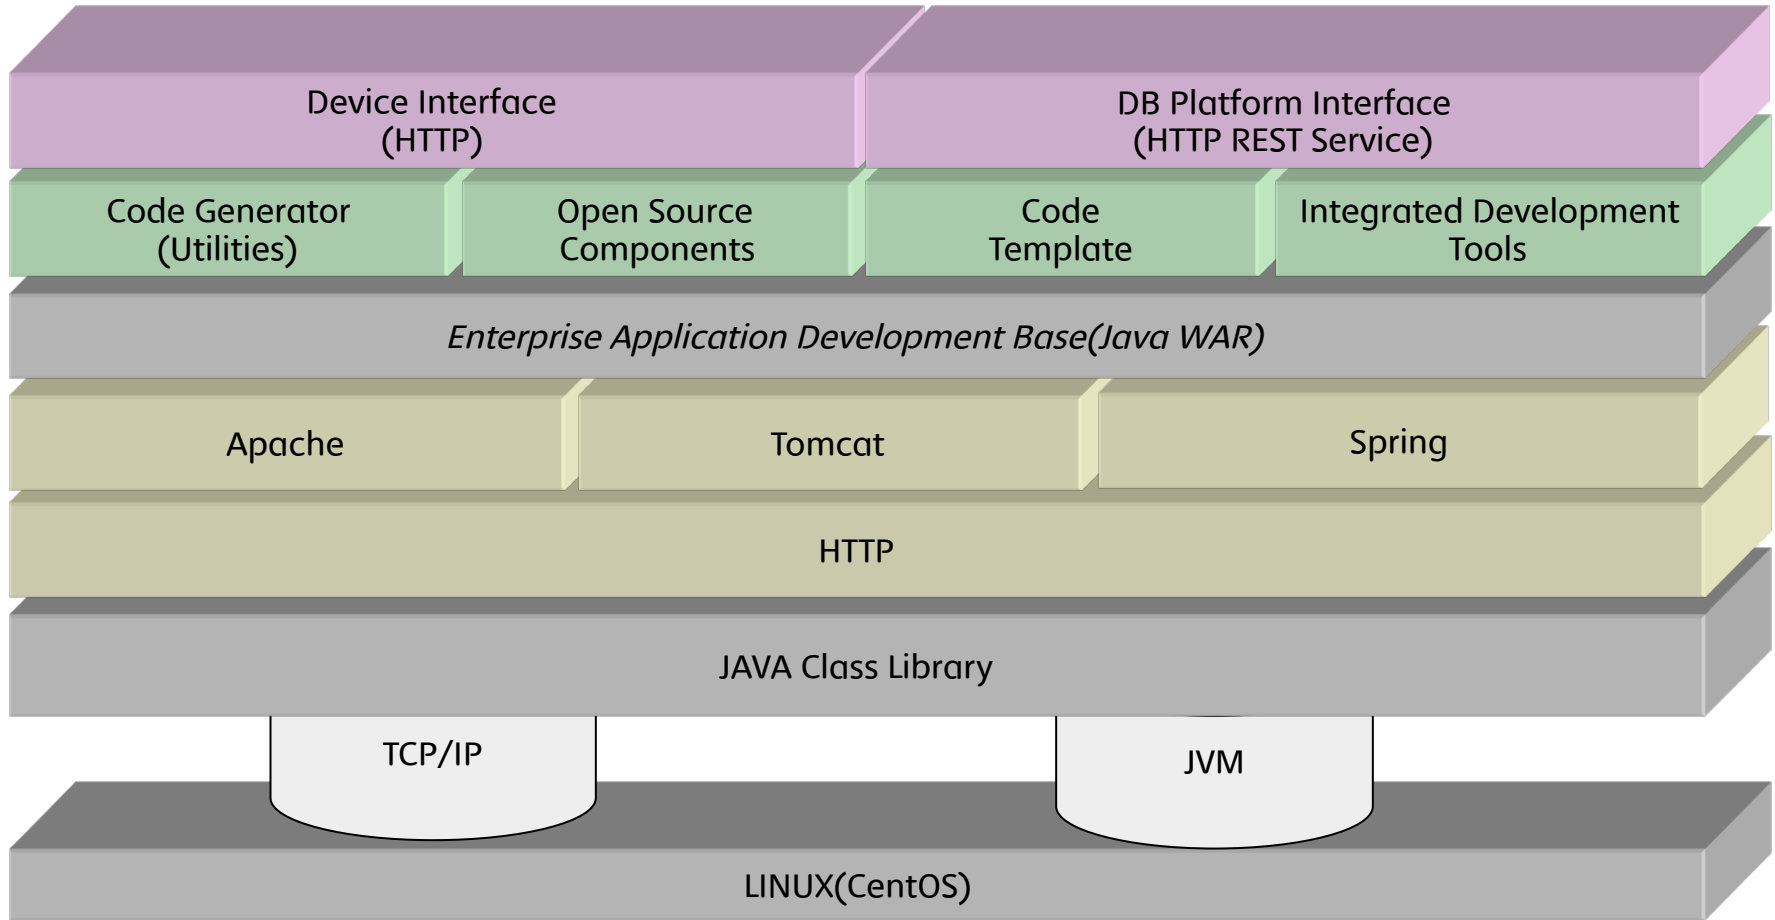 Device Interface
(HTTP)
DB Platform Interface
(HTTP REST Service)
Code Generator
(Utilities)
Open Source
Components
Code
Template
Integrated Development
Tools
Enterprise Application Development Base(Java WAR)
Apache
Tomcat
Spring
HTTP
JAVA Class Library
TCP/IP
JVM
LINUX(CentOS)